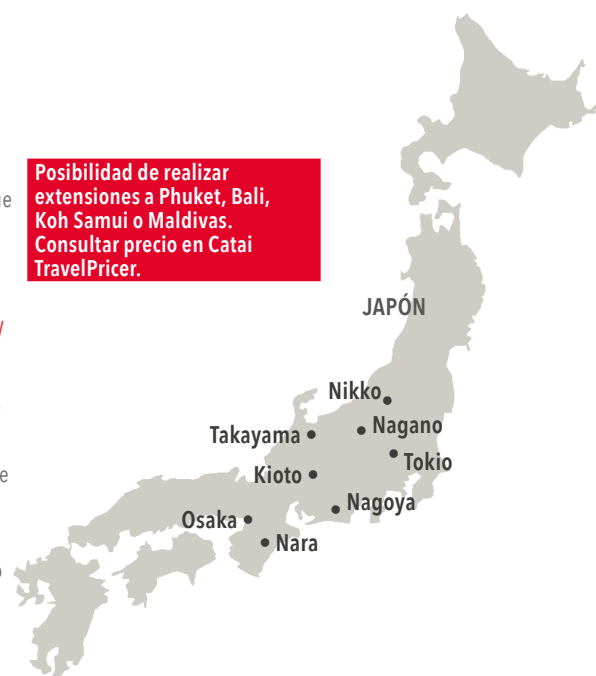 Posibilidad de realizar
extensiones a Phuket, Bali,
Koh Samui o Maldivas.
Consultar precio en Catai
TravelPricer.
JAPÓN
Nikko
Nagano
Takayama
Tokio
Kioto
Nagoya
Osaka
Nara